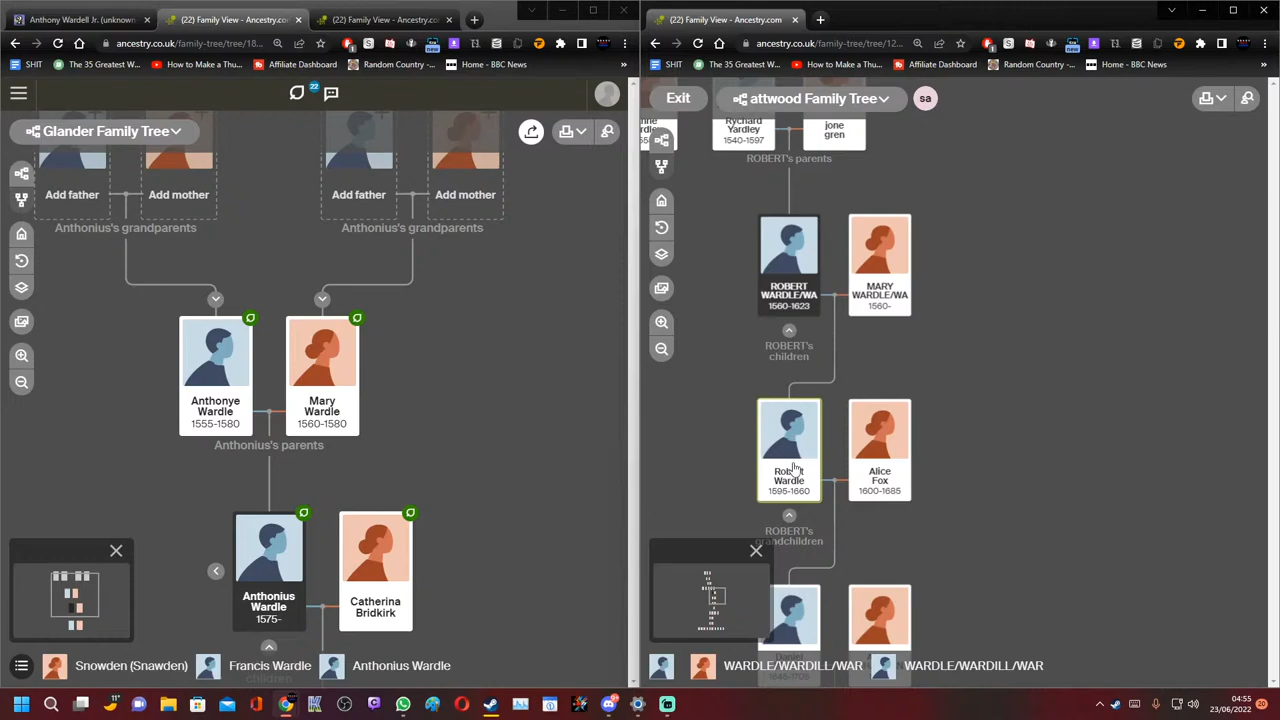 Anthony Wardell Jr. (unknown
(22) Family View - Ancestry.com
(22) Family View - Ancestry.co
(22) Family View - Ancestry.com
ancestry.co.uk/family-tree/tree/18...
ancestry.co.uk/family-tree/tree/12...
SHIT
The 35 Greatest W...
How to Make a Thu...
Affiliate Dashboard
Random Country -...
Home - BBC News
SHIT
The 35 Greatest W...
How to Make a Thu...
Affiliate Dashboard
Random Country -...
Home - BBC News
22
Glander Family Tree
Add father
Add mother
Add father
Add mother
Anthonius's grandparents
Anthonius's grandparents
Anthonye
Wardle
1555-1580
Mary
Wardle
1560-1580
Anthonius's parents
Anthonius
Wardle
1575-
Catherina
Bridkirk
children
Snowden (Snawden)
Francis Wardle
Anthonius Wardle
Exit
attwood Family Tree
sa
Rychard
Yardley
1540-1597
jone
gren
ROBERT's parents
ROBERT
WARDLE/WA
1560-1623
MARY
WARDLE/WA
1560-
ROBERT's
children
Robert
Wardle
1595-1660
Alice
Fox
1600-1685
ROBERT's
grandchildren
WARDLE/WARDILL/WAR
WARDLE/WARDILL/WAR
04:55
23/06/2022
20